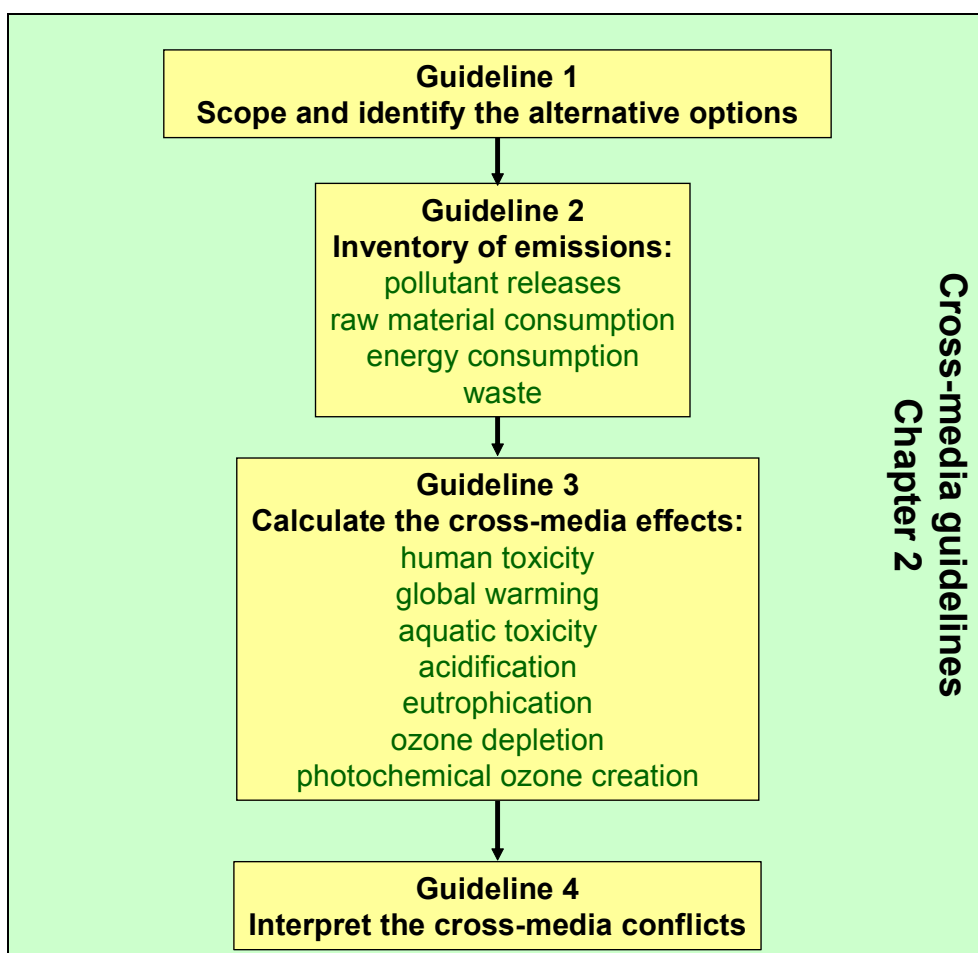 Guideline 1
Scope and identify the alternative options
Guideline 2
Inventory of emissions:
pollutant releases
raw material consumption
energy consumption
waste
Guideline 3
Calculate the cross-media effects:
human toxicity
global warming
aquatic toxicity
acidification
eutrophication
ozone depletion
photochemical ozone creation
Guideline 4
Interpret the cross-media conflicts
Cross-media guidelines
Chapter 2